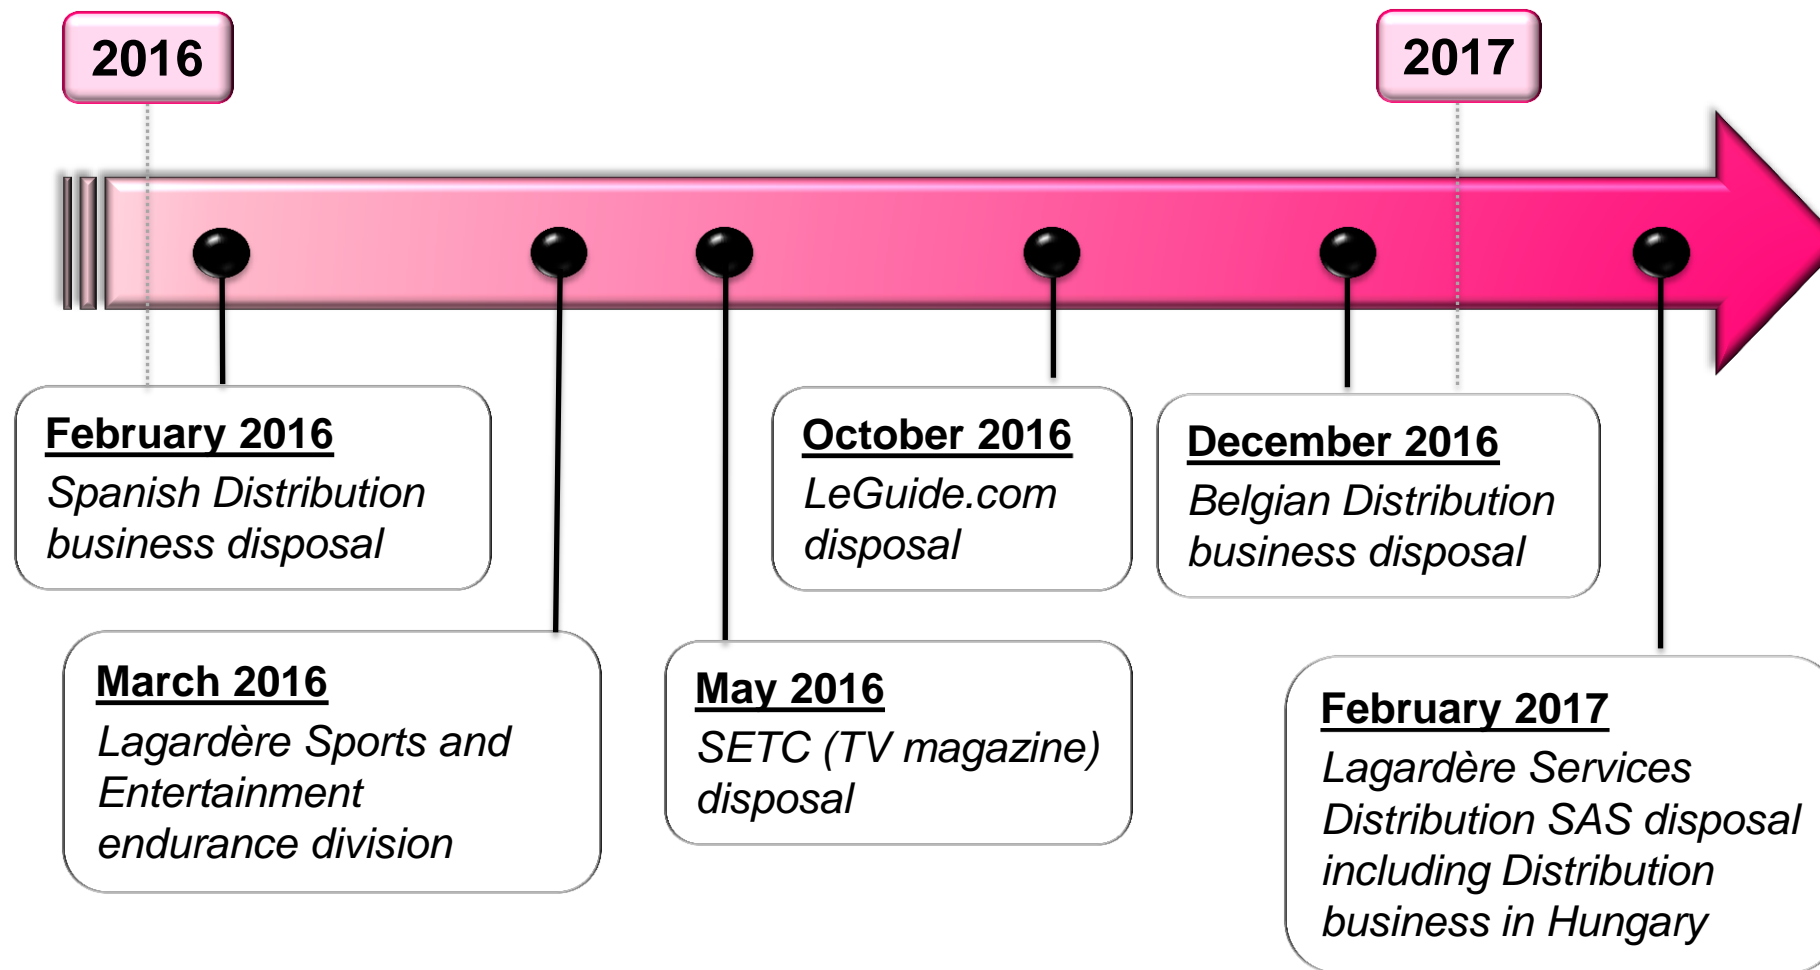 2016
2017
February 2016
Spanish Distribution
business disposal
March 2016
Lagardère Sports and
Entertainment
endurance division
May 2016
SETC (TV magazine)
disposal
October 2016
LeGuide.com
disposal
December 2016
Belgian Distribution
business disposal
February 2017
Lagardère Services
Distribution SAS disposal
including Distribution
business in Hungary